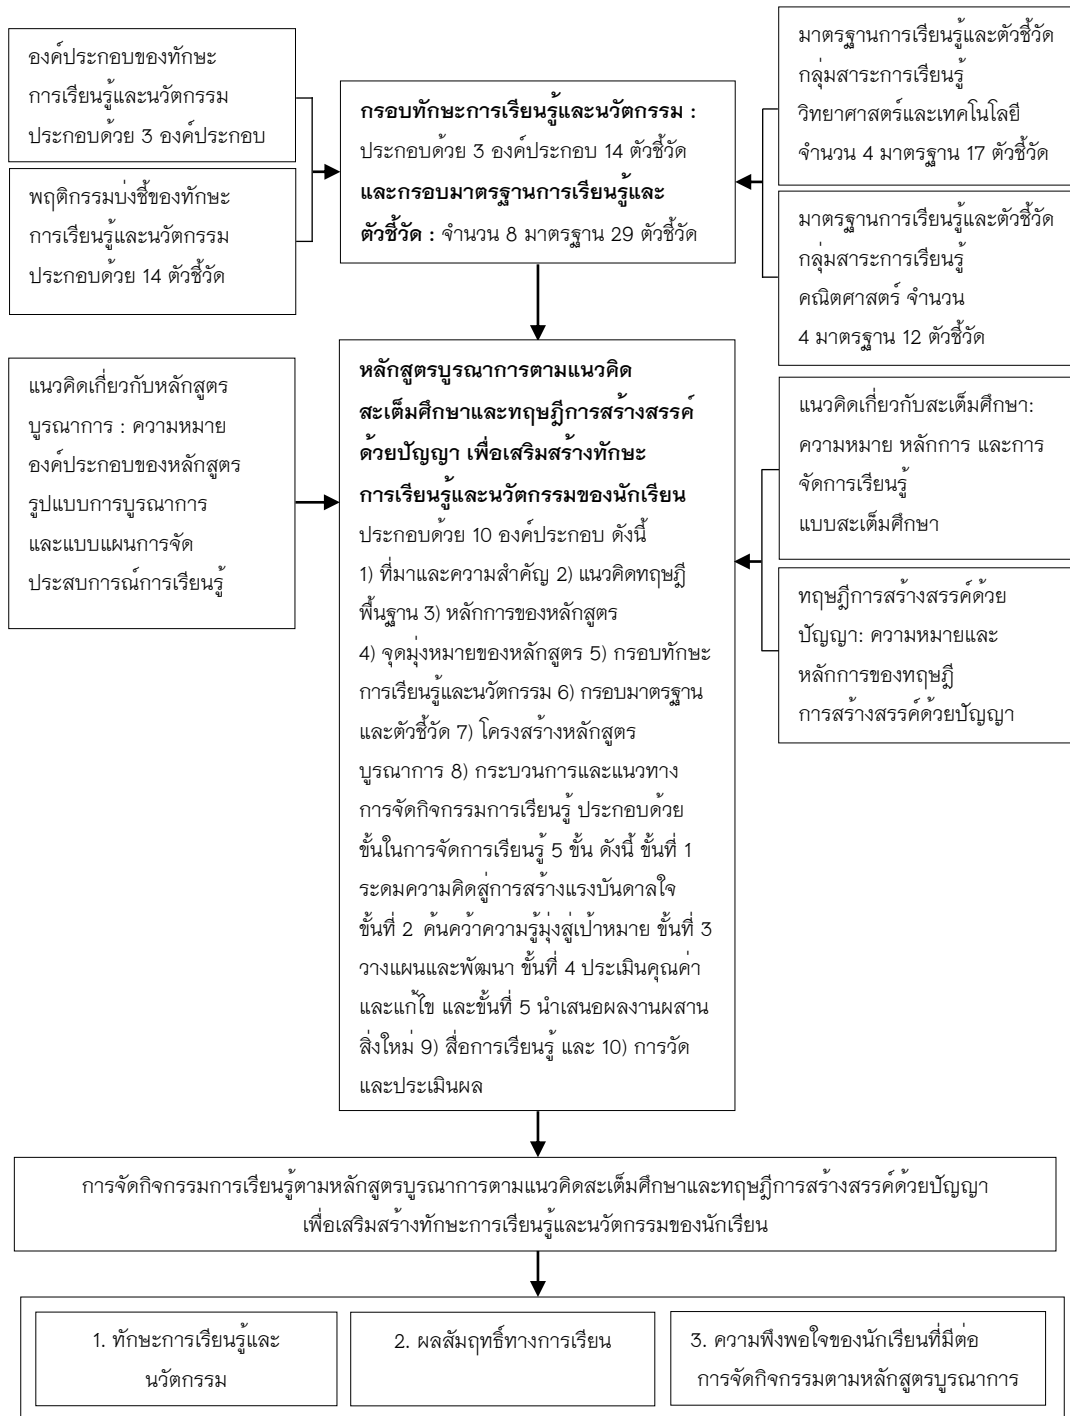 องค์ประกอบของทักษะ
การเรียนรู้และนวัตกรรม
ประกอบด้วย 3 องค์ประกอบ
พฤติกรรมบ่งชี้ของทักษะ
การเรียนรู้และนวัตกรรม
ประกอบด้วย 14 ตัวชี้วัด
กรอบทักษะการเรียนรู้และนวัตกรรม :
ประกอบด้วย 3 องค์ประกอบ 14 ตัวชี้วัด
และกรอบมาตรฐานการเรียนรู้และ
ตัวชี้วัด : จำนวน 8 มาตรฐาน 29 ตัวชี้วัด
มาตรฐานการเรียนรู้และตัวชี้วัด
กลุ่มสาระการเรียนรู้
วิทยาศาสตร์และเทคโนโลยี
จำนวน 4 มาตรฐาน 17 ตัวชี้วัด
มาตรฐานการเรียนรู้และตัวชี้วัด
กลุ่มสาระการเรียนรู้
คณิตศาสตร์ จำนวน
4 มาตรฐาน 12 ตัวชี้วัด
แนวคิดเกี่ยวกับหลักสูตร
บูรณาการ : ความหมาย
องค์ประกอบของหลักสูตร
รูปแบบการบูรณาการ
และแบบแผนการจัด
ประสบการณ์การเรียนรู้
หลักสูตรบูรณาการตามแนวคิด
สะเต็มศึกษาและทฤษฎีการสร้างสรรค์
ด้วยปัญญา เพื่อเสริมสร้างทักษะ
การเรียนรู้และนวัตกรรมของนักเรียน
ประกอบด้วย 10 องค์ประกอบ ดังนี้
1) ที่มาและความสำคัญ 2) แนวคิดทฤษฎี
พื้นฐาน 3) หลักการของหลักสูตร
4) จุดมุ่งหมายของหลักสูตร 5) กรอบทักษะ
การเรียนรู้และนวัตกรรม 6) กรอบมาตรฐาน
และตัวชี้วัด 7) โครงสร้างหลักสูตร
บูรณาการ 8) กระบวนการและแนวทาง
การจัดกิจกรรมการเรียนรู้ ประกอบด้วย
ขั้นในการจัดการเรียนรู้ 5 ขั้น ดังนี้ ขั้นที่ 1
ระดมความคิดสู่การสร้างแรงบันดาลใจ
ขั้นที่ 2 ค้นคว้าความรู้มุ่งสู่เป้าหมาย ขั้นที่ 3
วางแผนและพัฒนา ขั้นที่ 4 ประเมินคุณค่า
และแก้ไข และขั้นที่ 5 นำเสนอผลงานผสาน
สิ่งใหม่ 9) สื่อการเรียนรู้ และ 10) การวัด
และประเมินผล
แนวคิดเกี่ยวกับสะเต็มศึกษา:
ความหมาย หลักการ และการ
จัดการเรียนรู้
แบบสะเต็มศึกษา
ทฤษฎีการสร้างสรรค์ด้วย
ปัญญา: ความหมายและ
หลักการของทฤษฎี
การสร้างสรรค์ด้วยปัญญา
การจัดกิจกรรมการเรียนรู้ตามหลักสูตรบูรณาการตามแนวคิดสะเต็มศึกษาและทฤษฎีการสร้างสรรค์ด้วยปัญญา
เพื่อเสริมสร้างทักษะการเรียนรู้และนวัตกรรมของนักเรียน
1. ทักษะการเรียนรู้และ
นวัตกรรม
2. ผลสัมฤทธิ์ทางการเรียน
3. ความพึงพอใจของนักเรียนที่มีต่อ
การจัดกิจกรรมตามหลักสูตรบูรณาการ